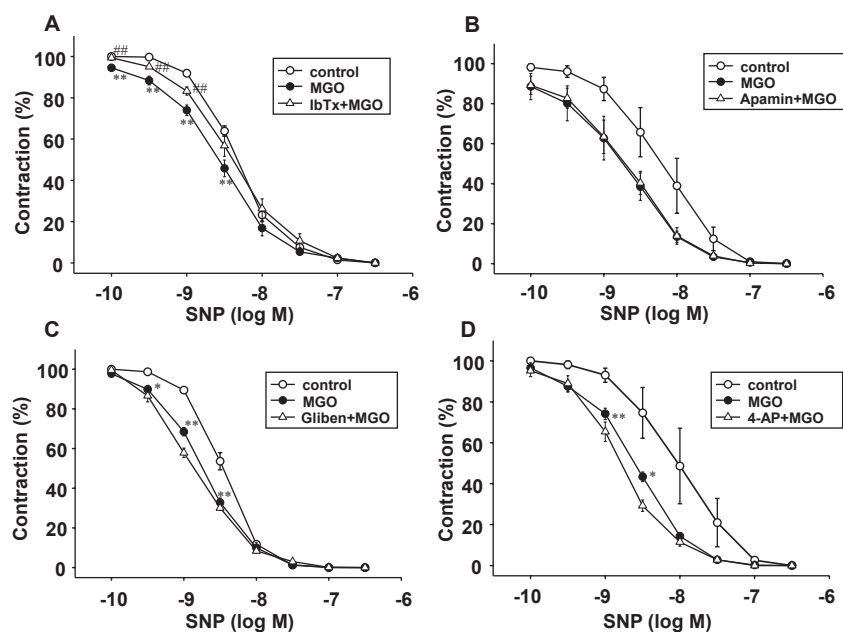 A
Contraction (%)
100
80
60
40
20
0
##
##
##
**
**
**
**
control
MGO
IbTx+MGO
-10
-9
-8
-7
-6
SNP (log M)
B
Contraction (%)
100
80
60
40
20
0
control
MGO
Apamin+MGO
-10
-9
-8
-7
-6
SNP (log M)
C
Contraction (%)
100
80
60
40
20
0
*
**
**
control
MGO
Gliben+MGO
-10
-9
-8
-7
-6
SNP (log M)
D
Contraction (%)
100
80
60
40
20
0
**
*
control
MGO
4-AP+MGO
-10
-9
-8
-7
-6
SNP (log M)